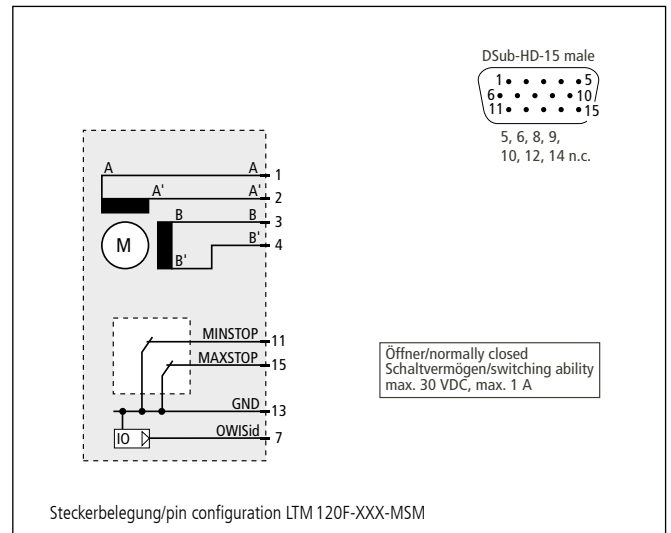 DSub-HD-15 male
1 5
6 10
11 15
5, 6, 8, 9,
10, 12, 14 n.c.
A A 1
A' A' 2
B B 3
M B' 4
B'
MINSTOP 11
MAXSTOP 15
Öffner/normally closed
Schaltvermögen/switching ability
max. 30 VDC, max. 1 A
GND 13
IO OWISid 7
Steckerbelegung/pin configuration LTM 120F-XXX-MSM